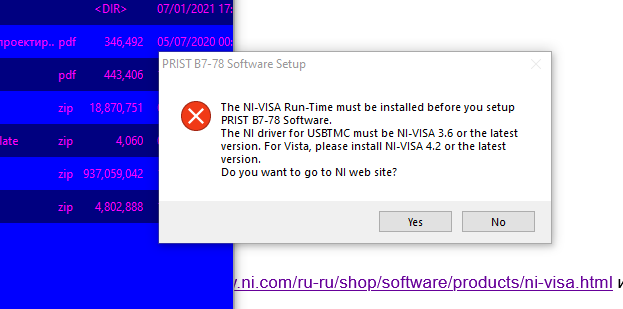 <DIR> 07/01/2021 17:
проектир.. pdf 346,492 05/07/2020 00:
PRIST B7-78 Software Setup
pdf 443,406
The NI-VISA Run-Time must be installed before you setup
zip 18,870,751
PRIST B7-78 Software.
The NI driver for USBTMC must be NI-VISA 3.6 or the latest
late zip 4,060
version. For Vista, please install NI-VISA 4.2 or the latest
version.
zip 937,059,042
Do you want to go to NI web site?
zip 4,802,888
Yes No
.ni.com/ru-ru/shop/software/products/ni-visa.html и